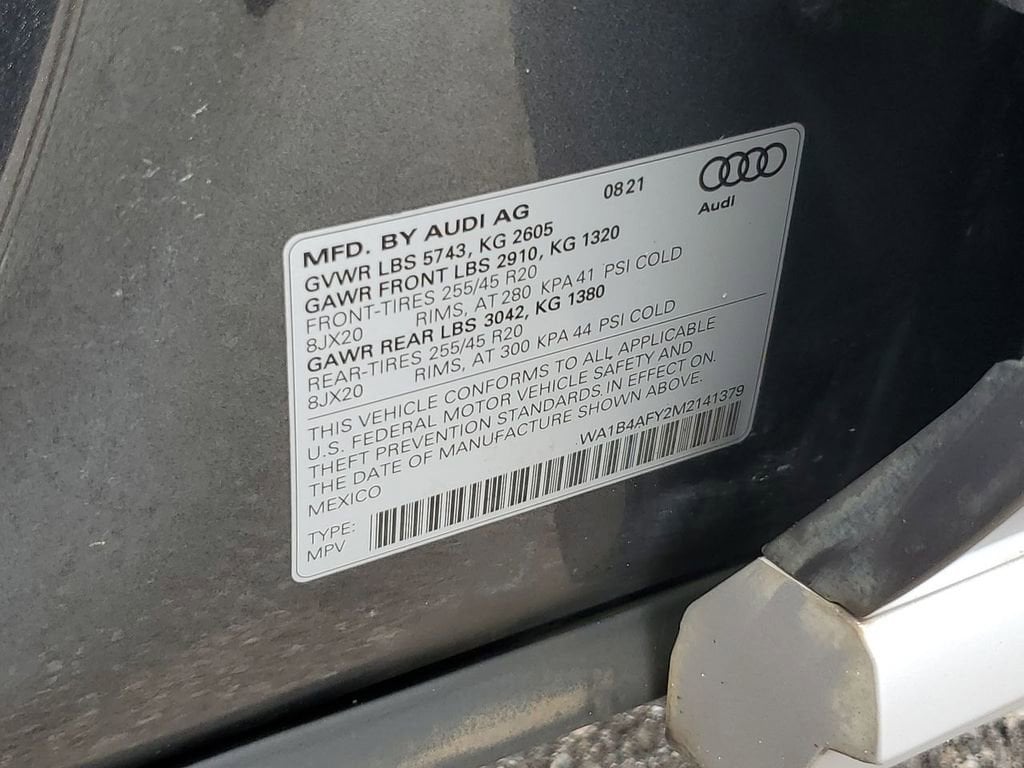 08 21
Audi
MFD. BY AUDI AG
GVWR LBS 5743, KG 2605
GAWR FRONT LBS 2910, KG 1320
FRONT-TIRES 255/45 R20
8JX20 RIMS, AT 280 KPA 41 PSI COLD
GAWR REAR LBS 3042, KG 1380
REAR-TIRES 255/45 R20
8JX20 RIMS, AT 300 KPA 44 PSI COLD
THIS VEHICLE CONFORMS TO ALL APPLICABLE
U.S. FEDERAL MOTOR VEHICLE SAFETY AND
THEFT PREVENTION STANDARDS IN EFFECT ON
THE DATE OF MANUFACTURE SHOWN ABOVE.
MEXICO WA1B4AFY2M2141379
TYPE:
MPV